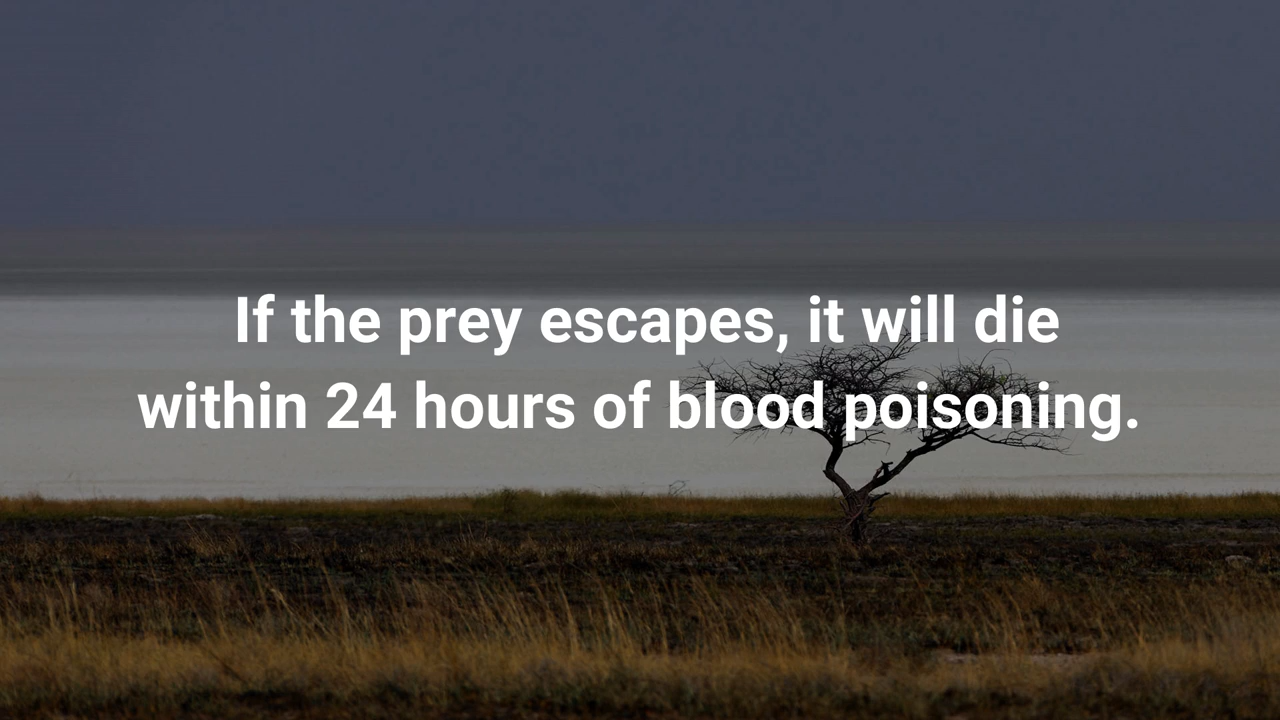 If the prey escapes, it will die
within 24 hours of blood poisoning.